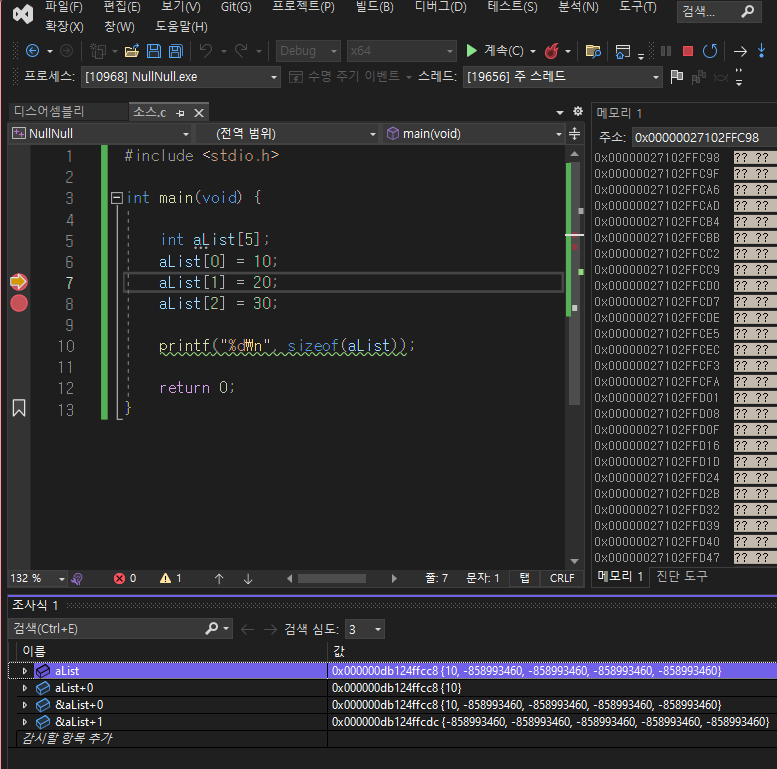 파일(F) 편집(E) 보기(V) Git(G) 프로젝트(P) 빌드(B) 디버그(D) 테스트(S) 분석(N) 도구(T) 검색...
확장(X) 창(W) 도움말(H)
Debug x64 계속(C)
프로세스: [10968] NullNull.exe 수명 주기 이벤트 스레드: [19656] 주 스레드
디스어셈블리 소스.c
NullNull (전역 범위) main(void)
1 #include <stdio.h>
2
3 int main(void) {
4
5 int aList[5];
6 aList[0] = 10;
7 aList[1] = 20;
8 aList[2] = 30;
9
10 printf("%d₩n", sizeof(aList));
11
12 return 0;
13 }
132 % 0 1 줄: 7 문자: 1 탭 CRLF
메모리 1
주소: 0x00000027102FFC98
0x00000027102FFC98 ?? ??
0x00000027102FFC9F ?? ??
0x00000027102FFCA6 ?? ??
0x00000027102FFCAD ?? ??
0x00000027102FFCB4 ?? ??
0x00000027102FFCBB ?? ??
0x00000027102FFCC2 ?? ??
0x00000027102FFCC9 ?? ??
0x00000027102FFCD0 ?? ??
0x00000027102FFCD7 ?? ??
0x00000027102FFCDE ?? ??
0x00000027102FFCE5 ?? ??
0x00000027102FFCEC ?? ??
0x00000027102FFCF3 ?? ??
0x00000027102FFCFA ?? ??
0x00000027102FFD01 ?? ??
0x00000027102FFD08 ?? ??
0x00000027102FFD0F ?? ??
0x00000027102FFD16 ?? ??
0x00000027102FFD1D ?? ??
0x00000027102FFD24 ?? ??
0x00000027102FFD2B ?? ??
0x00000027102FFD32 ?? ??
0x00000027102FFD39 ?? ??
0x00000027102FFD40 ?? ??
0x00000027102FFD47 ?? ??
메모리 1 진단 도구
조사식 1
검색(Ctrl+E) 검색 심도: 3
이름 값
aList 0x000000db124ffcc8 {10, -858993460, -858993460, -858993460, -858993460}
aList+0 0x000000db124ffcc8 {10}
&aList+0 0x000000db124ffcc8 {10, -858993460, -858993460, -858993460, -858993460}
&aList+1 0x000000db124ffcdc {-858993460, -858993460, -858993460, -858993460, -858993460}
감시할 항목 추가